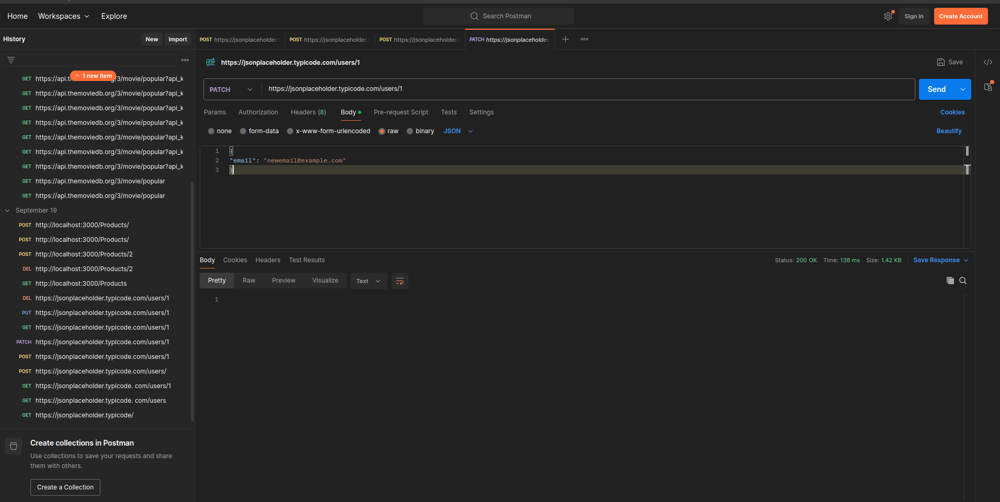 Home Workspaces Explore Search Postman Sign In Create Account
History New Import
POST https://jsonplaceholder.t POST https://jsonplaceholder.t POST https://jsonplaceholder.t PATCH https://jsonplaceholder.
HTTP https://jsonplaceholder.typicode.com/users/1 Save </>
1 new item
GET https://api.t /3/movie/popular?api_k
GET https://api.themoviedb.org/3/movie/popular?api_k
GET https://api.themoviedb.org/3/movie/popular?api_k
GET https://api.themoviedb.org/3/movie/popular?api_k
GET https://api.themoviedb.org/3/movie/popular?api_k
GET https://api.themoviedb.org/3/movie/popular?api_k
GET https://api.themoviedb.org/3/movie/popular?api_k
GET https://api.themoviedb.org/3/movie/popular
GET https://api.themoviedb.org/3/movie/popular
September 19
POST http://localhost:3000/Products/
POST http://localhost:3000/Products/
POST http://localhost:3000/Products/2
DEL http://localhost:3000/Products/2
GET http://localhost:3000/Products
DEL https://jsonplaceholder.typicode.com/users/1
PUT https://jsonplaceholder.typicode.com/users/1
GET https://jsonplaceholder.typicode.com/users/1
PATCH https://jsonplaceholder.typicode.com/users/1
POST https://jsonplaceholder.typicode.com/users/1
POST https://jsonplaceholder.typicode.com/users/
GET https://jsonplaceholder.typicode. com/users/1
GET https://jsonplaceholder.typicode. com/users
GET https://jsonplaceholder.typicode/
Create collections in Postman
Use collections to save your requests and share
them with others.
Create a Collection
PATCH https://jsonplaceholder.typicode.com/users/1 Send
Params Authorization Headers (8) Body Pre-request Script Tests Settings Cookies
none form-data x-www-form-urlencoded raw binary JSON Beautify
1 {
2 "email": "newemail@example.com"
3 }
Body Cookies Headers Test Results Status: 200 OK Time: 138 ms Size: 1.42 KB Save Response
Pretty Raw Preview Visualize Text
1